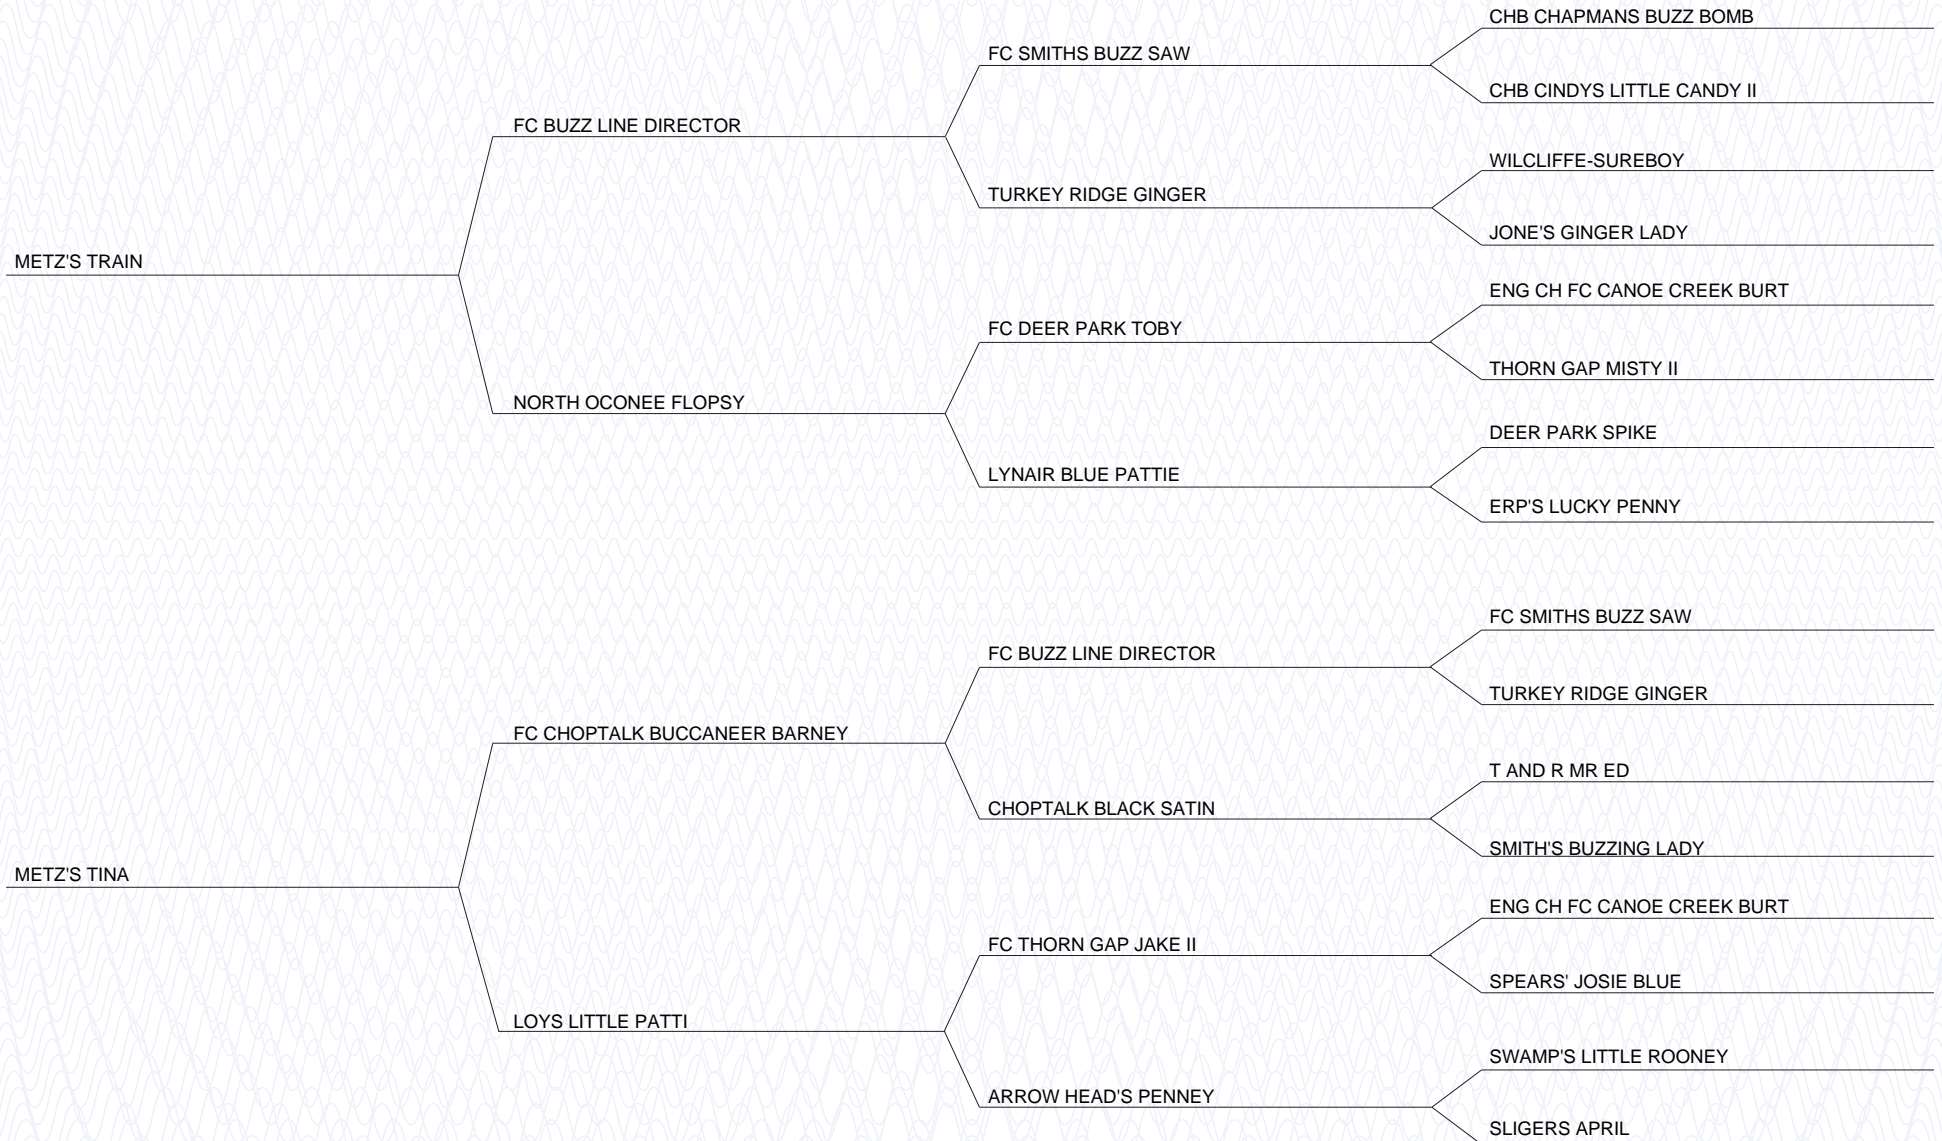 CHB CHAPMANS BUZZ BOMB
FC SMITHS BUZZ SAW
CHB CINDYS LITTLE CANDY II
FC BUZZ LINE DIRECTOR
WILCLIFFE-SUREBOY
TURKEY RIDGE GINGER
JONE'S GINGER LADY
METZ'S TRAIN
ENG CH FC CANOE CREEK BURT
FC DEER PARK TOBY
THORN GAP MISTY II
NORTH OCONEE FLOPSY
DEER PARK SPIKE
LYNAIR BLUE PATTIE
ERP'S LUCKY PENNY
FC SMITHS BUZZ SAW
FC BUZZ LINE DIRECTOR
TURKEY RIDGE GINGER
FC CHOPTALK BUCCANEER BARNEY
T AND R MR ED
CHOPTALK BLACK SATIN
SMITH'S BUZZING LADY
METZ'S TINA
ENG CH FC CANOE CREEK BURT
FC THORN GAP JAKE II
SPEARS' JOSIE BLUE
LOYS LITTLE PATTI
SWAMP'S LITTLE ROONEY
ARROW HEAD'S PENNEY
SLIGERS APRIL